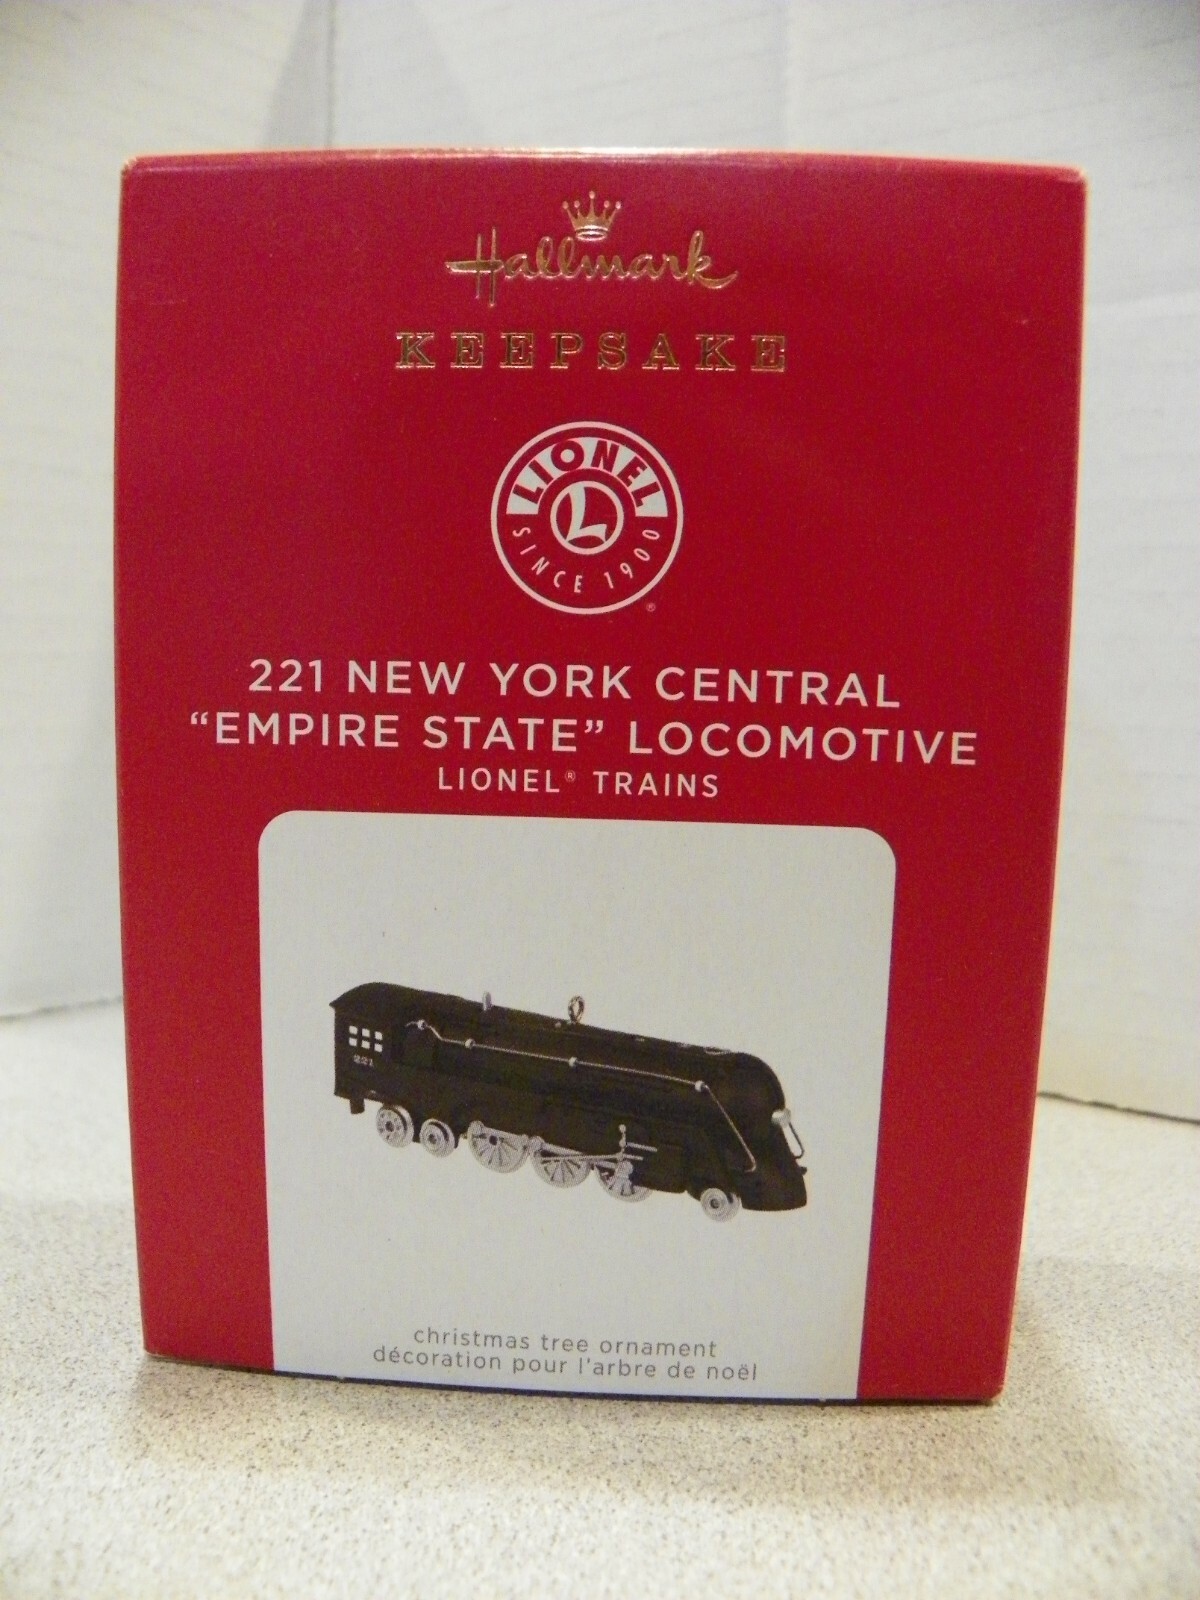 Hallmark
KEEPSAKE
LIONEL
L
SINCE 1900
®
221 NEW YORK CENTRAL
“EMPIRE STATE” LOCOMOTIVE
LIONEL® TRAINS
221
christmas tree ornament
décoration pour l'arbre de noël